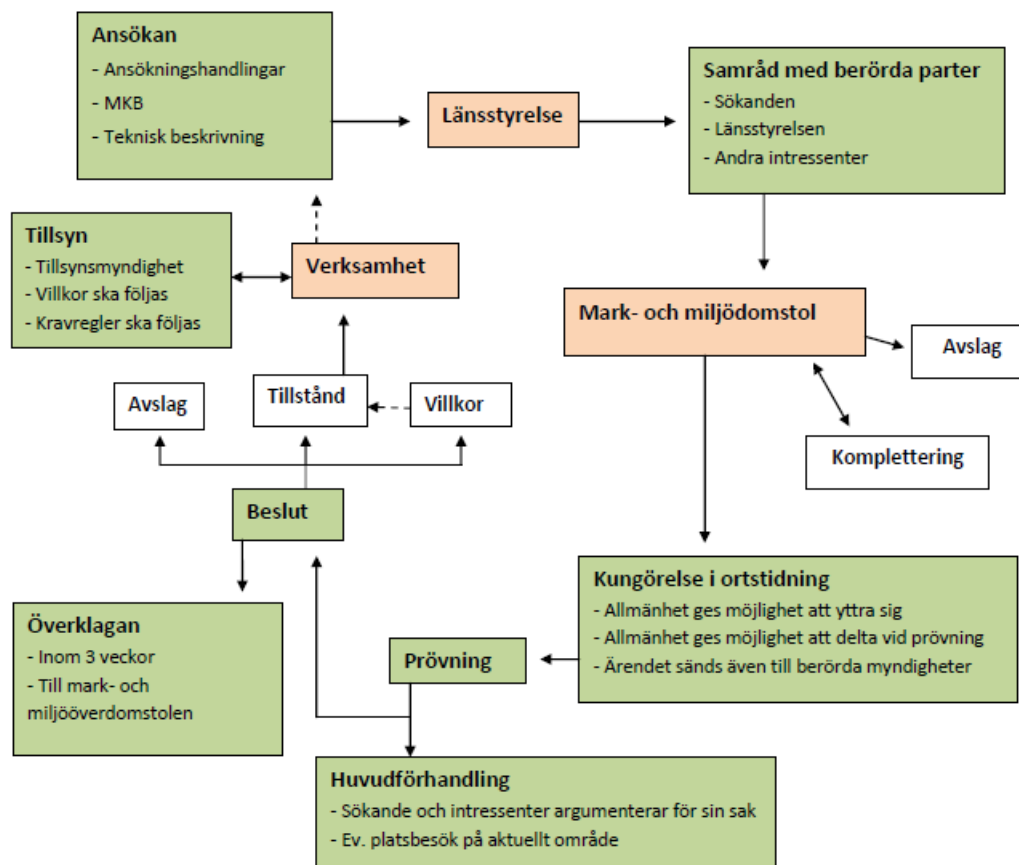 Ansökan
- Ansökningshandlingar
- MKB
- Teknisk beskrivning
Länsstyrelse
Samråd med berörda parter
- Sökanden
- Länsstyrelsen
- Andra intressenter
Tillsyn
- Tillsynsmyndighet
- Villkor ska följas
- Kravregler ska följas
Verksamhet
Mark- och miljödomstol
Avslag
Komplettering
Avslag
Tillstånd
Villkor
Beslut
Kungörelse i ortstidning
- Allmänhet ges möjlighet att yttra sig
- Allmänhet ges möjlighet att delta vid prövning
- Ärendet sänds även till berörda myndigheter
Överklagan
- Inom 3 veckor
- Till mark- och
miljööverdomstolen
Prövning
Huvudförhandling
- Sökande och intressenter argumenterar för sin sak
- Ev. platsbesök på aktuellt område